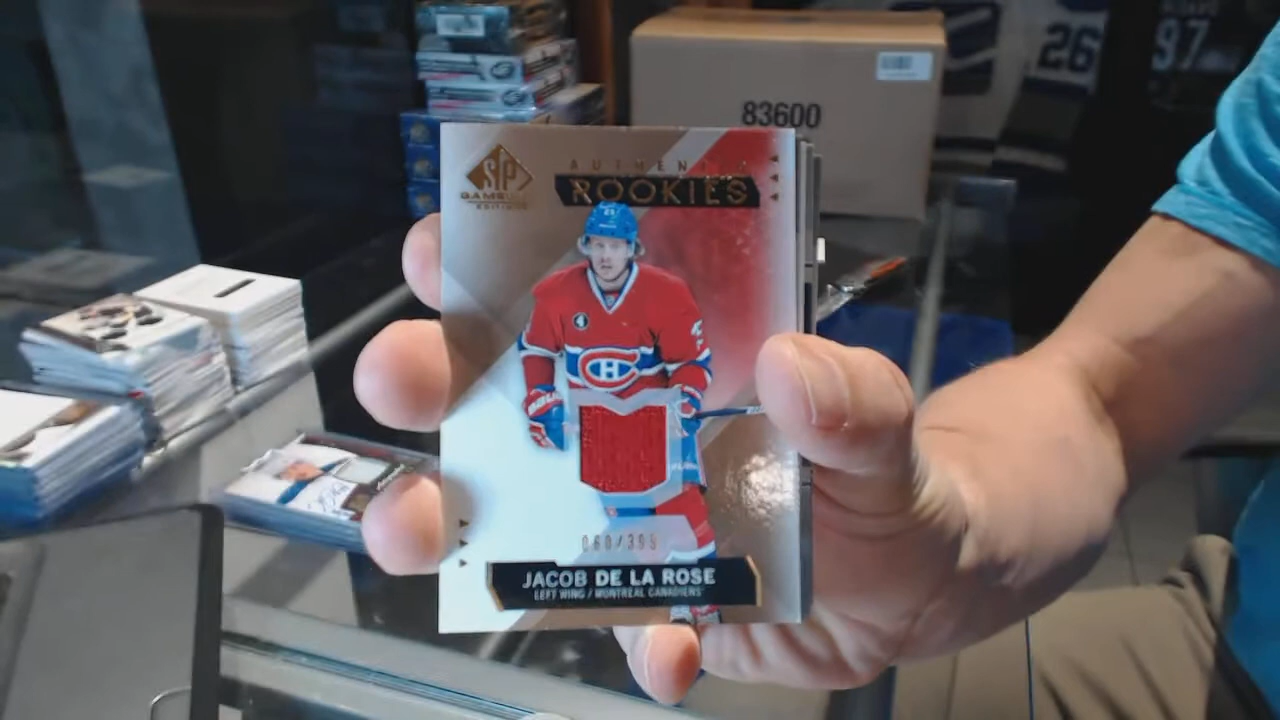 83600
26
97
SP
GAME USED
EDITION
AUTHENTIC
ROOKIES
060/399
JACOB DE LA ROSE
LEFT WING / MONTREAL CANADIENS